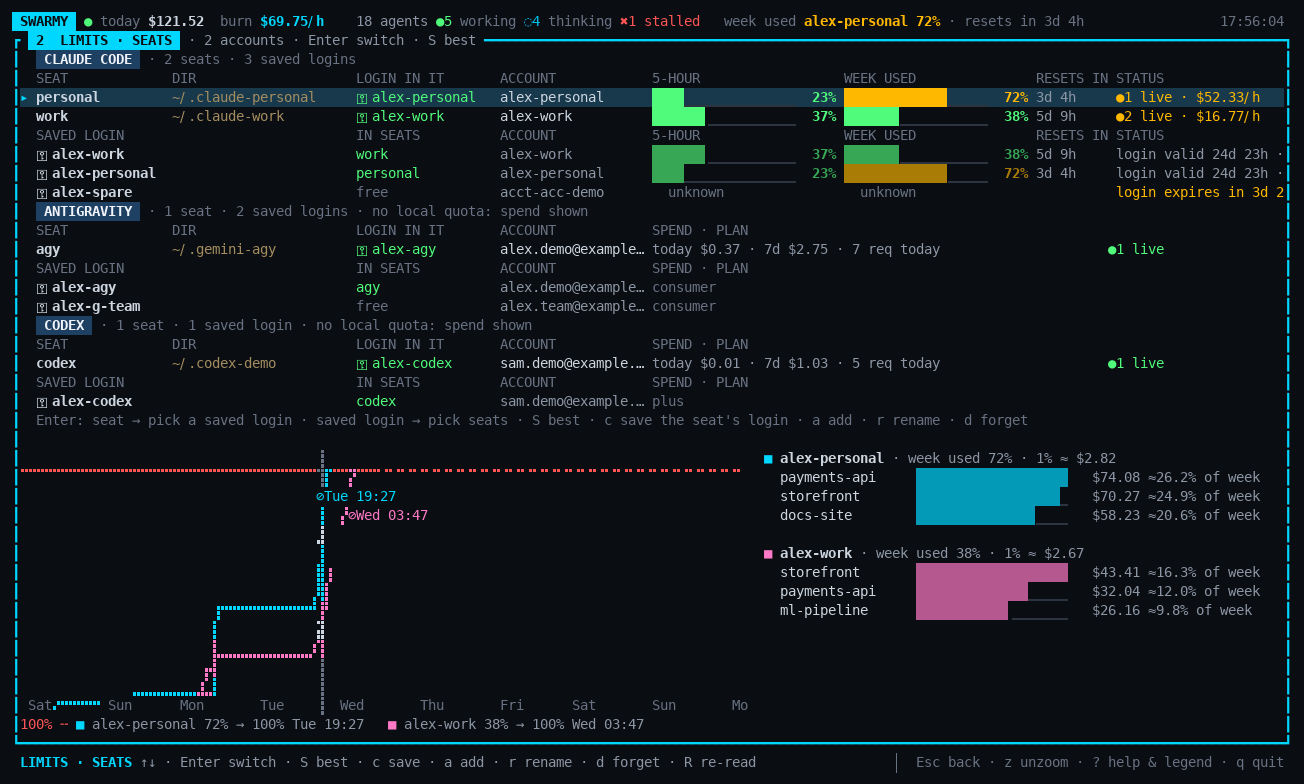 SWARMY ● today $121.52 burn $69.75/h 18 agents ●5 working ◌4 thinking ✖1 stalled week used alex-personal 72% · resets in 3d 4h 17:56:04
2 LIMITS · SEATS · 2 accounts · Enter switch · S best
CLAUDE CODE · 2 seats · 3 saved logins
SEAT DIR LOGIN IN IT ACCOUNT 5-HOUR WEEK USED RESETS IN STATUS
▸ personal ~/.claude-personal ⚿ alex-personal alex-personal 23% 72% 3d 4h ●1 live · $52.33/h
work ~/.claude-work ⚿ alex-work alex-work 37% 38% 5d 9h ●2 live · $16.77/h
SAVED LOGIN IN SEATS ACCOUNT 5-HOUR WEEK USED RESETS IN STATUS
⚿ alex-work work alex-work 37% 38% 5d 9h login valid 24d 23h ·
⚿ alex-personal personal alex-personal 23% 72% 3d 4h login valid 24d 23h ·
⚿ alex-spare free acct-acc-demo unknown unknown login expires in 3d 2
ANTIGRAVITY · 1 seat · 2 saved logins · no local quota: spend shown
SEAT DIR LOGIN IN IT ACCOUNT SPEND · PLAN
agy ~/.gemini-agy ⚿ alex-agy alex.demo@example… today $0.37 · 7d $2.75 · 7 req today ●1 live
SAVED LOGIN IN SEATS ACCOUNT SPEND · PLAN
⚿ alex-agy agy alex.demo@example… consumer
⚿ alex-g-team free alex.team@example… consumer
CODEX · 1 seat · 1 saved login · no local quota: spend shown
SEAT DIR LOGIN IN IT ACCOUNT SPEND · PLAN
codex ~/.codex-demo ⚿ alex-codex sam.demo@example.… today $0.01 · 7d $1.03 · 5 req today ●1 live
SAVED LOGIN IN SEATS ACCOUNT SPEND · PLAN
⚿ alex-codex codex sam.demo@example.… plus
Enter: seat → pick a saved login · saved login → pick seats · S best · c save the seat's login · a add · r rename · d forget
■ alex-personal · week used 72% · 1% ≈ $2.82
payments-api $74.08 ≈26.2% of week
storefront $70.27 ≈24.9% of week
docs-site $58.23 ≈20.6% of week
⊘Tue 19:27
⊘Wed 03:47
■ alex-work · week used 38% · 1% ≈ $2.67
storefront $43.41 ≈16.3% of week
payments-api $32.04 ≈12.0% of week
ml-pipeline $26.16 ≈9.8% of week
Sat Sun Mon Tue Wed Thu Fri Sat Sun Mo
100% ╌ ■ alex-personal 72% → 100% Tue 19:27 ■ alex-work 38% → 100% Wed 03:47
LIMITS · SEATS ↑↓ · Enter switch · S best · c save · a add · r rename · d forget · R re-read │ Esc back · z unzoom · ? help & legend · q quit